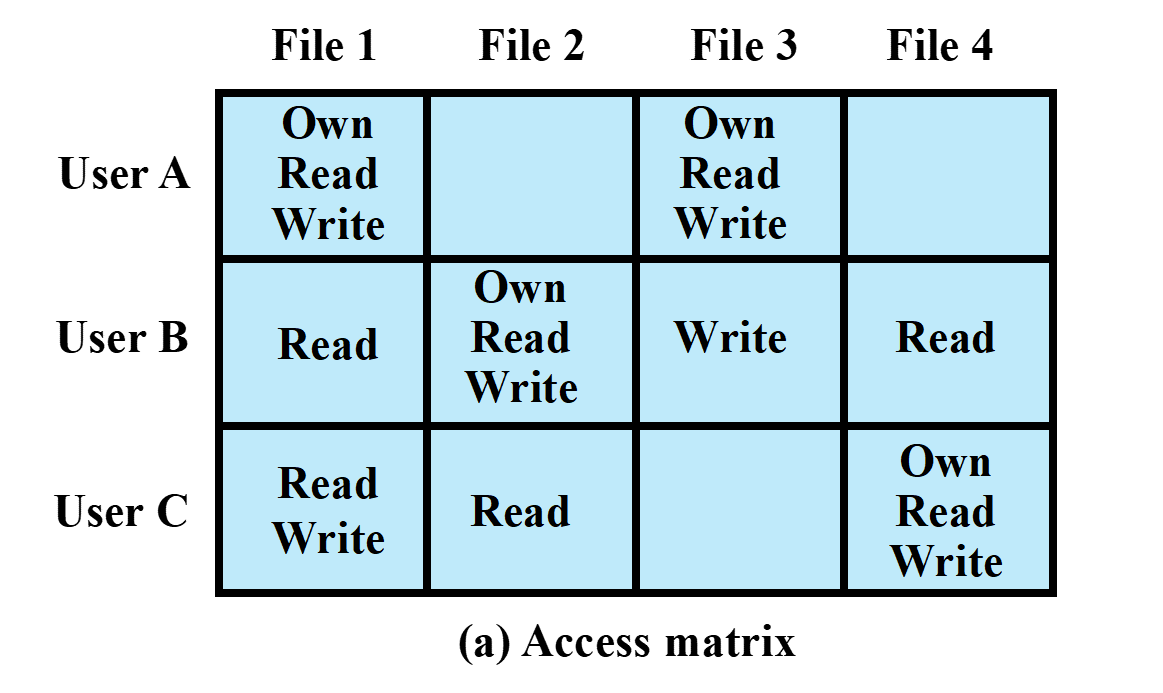 File 1 File 2 File 3 File 4
User A
Own
Read
Write
Own
Read
Write
User B
Read
Own
Read
Write
Write
Read
User C
Read
Write
Read
Own
Read
Write
(a) Access matrix